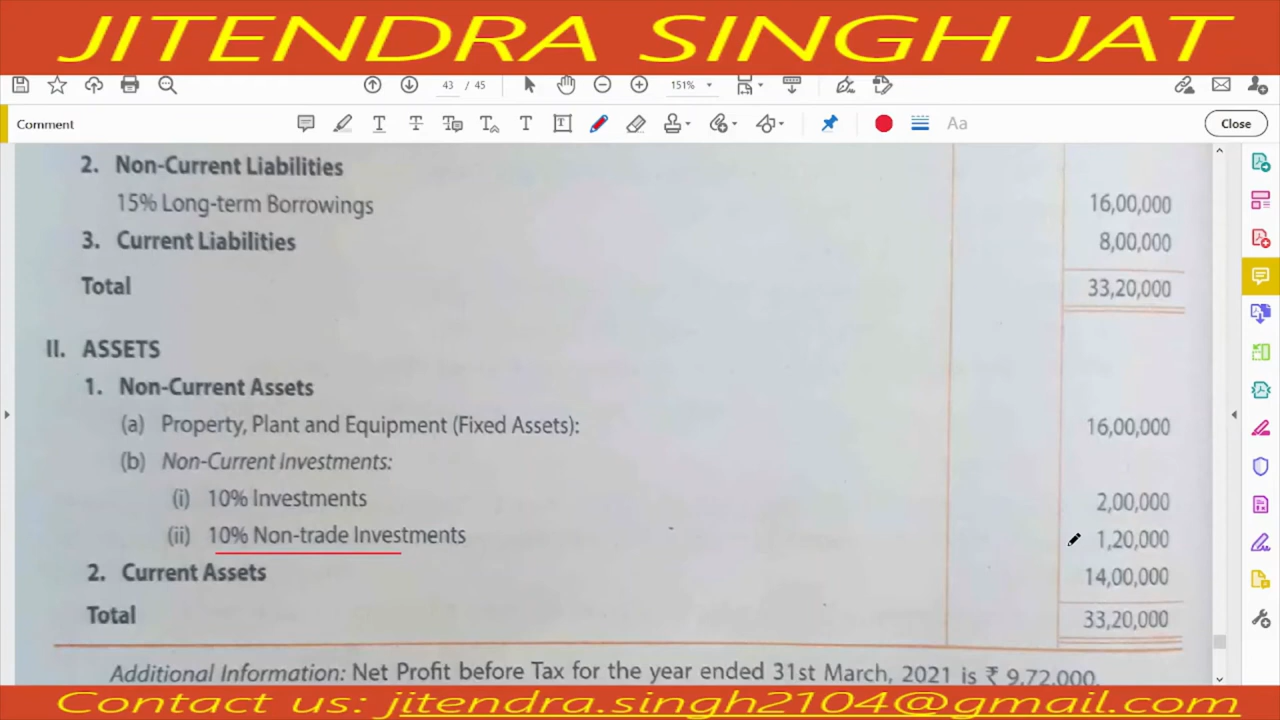 JITENDRA SINGH JAT
43 / 45
151%
Comment
Aa
Close
2. Non-Current Liabilities
15% Long-term Borrowings 16,00,000
3. Current Liabilities 8,00,000
Total 33,20,000
II. ASSETS
1. Non-Current Assets
(a) Property, Plant and Equipment (Fixed Assets): 16,00,000
(b) Non-Current Investments:
(i) 10% Investments 2,00,000
(ii) 10% Non-trade Investments 1,20,000
2. Current Assets 14,00,000
Total 33,20,000
Additional Information: Net Profit before Tax for the year ended 31st March, 2021 is ₹ 9,72,000.
Contact us: jitendra.singh2104@gmail.com